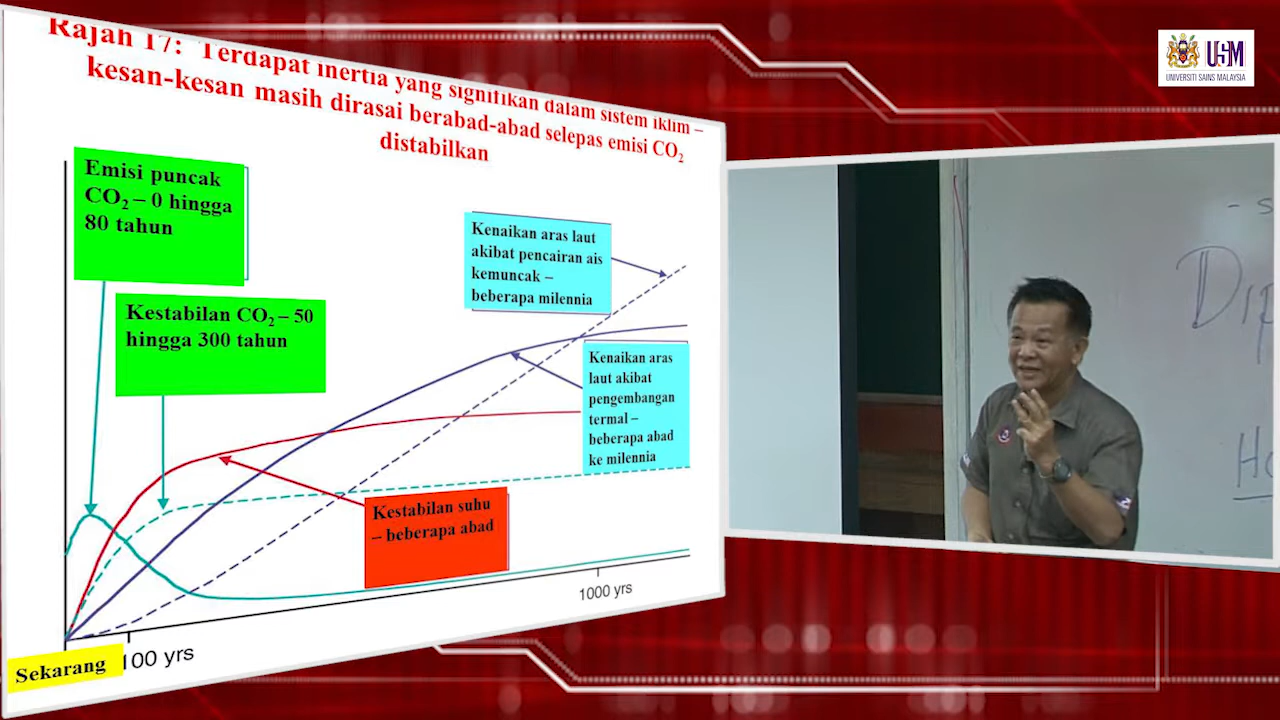 Rajah 17: Terdapat inertia yang signifikan dalam sistem iklim –
kesan-kesan masih dirasai berabad-abad selepas emisi CO₂
distabilkan
Emisi puncak
CO₂ – 0 hingga
80 tahun
Kestabilan CO₂ – 50
hingga 300 tahun
Kenaikan aras laut
akibat pencairan ais
kemuncak –
beberapa milennia
Kenaikan aras
laut akibat
pengembangan
termal –
beberapa abad
ke milennia
Kestabilan suhu
– beberapa abad
Sekarang
100 yrs
1000 yrs
USM
UNIVERSITI SAINS MALAYSIA